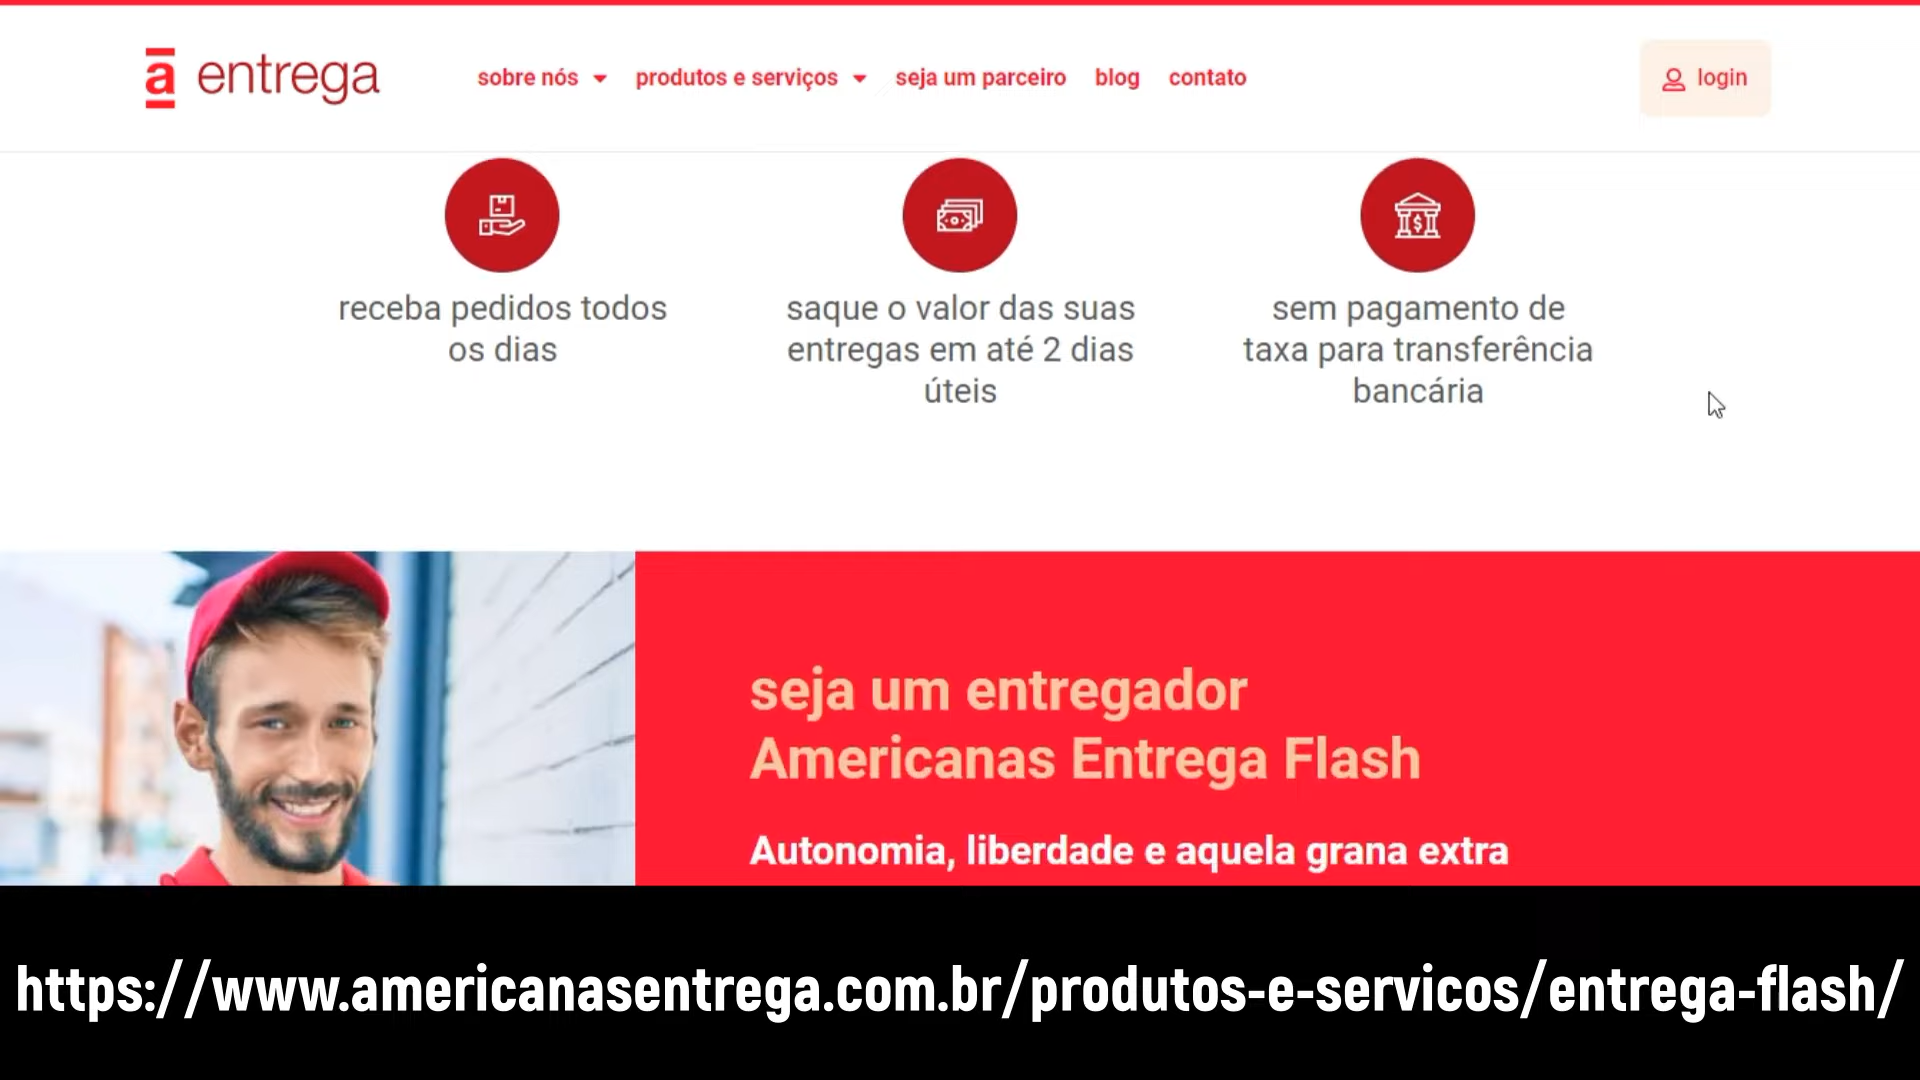 a entrega
sobre nós
produtos e serviços
seja um parceiro
blog
contato
login
receba pedidos todos
os dias
saque o valor das suas
entregas em até 2 dias
úteis
sem pagamento de
taxa para transferência
bancária
seja um entregador
Americanas Entrega Flash
Autonomia, liberdade e aquela grana extra
https://www.americanasentrega.com.br/produtos-e-servicos/entrega-flash/